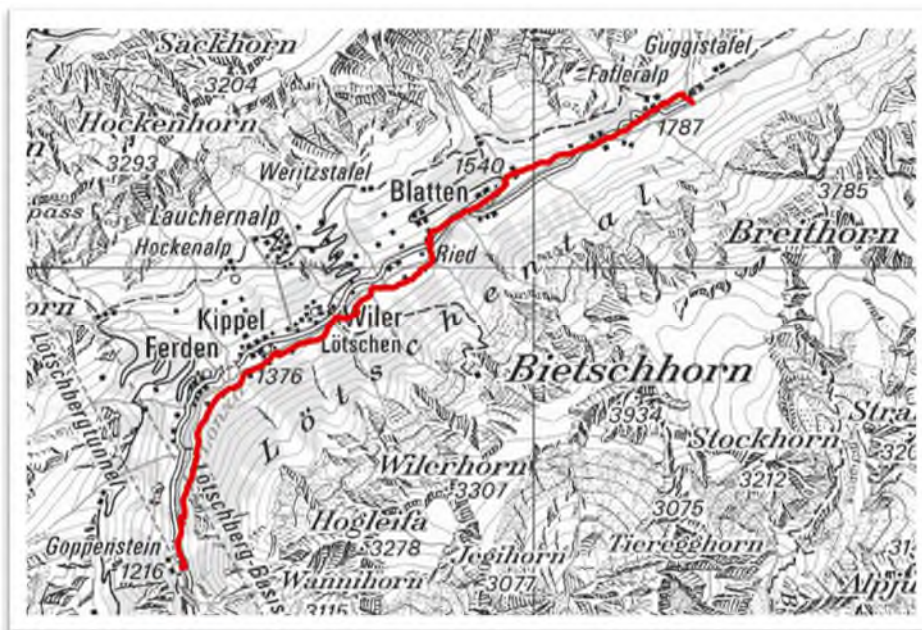 Sackhorn
3204
Guggistafel
Fafleralp
Hockenhorn
3293
1787
Weritzstafel
1540
3785
Blatten
pass
Lauchernalp
Breithorn
Hockenalp
Ried
orn
Kippel
Wiler
Ferden
Lötschen
Lötschental
1376
Bietschhorn
Lötschbergtunnel
3934
Stockhorn
Wilerhorn
3307
3212
Lötschberg-Basis
3075
Hogleifa
Goppenstein
3278
Jegihorn
Tieregghorn
1216
Wannihorn
3077
3115